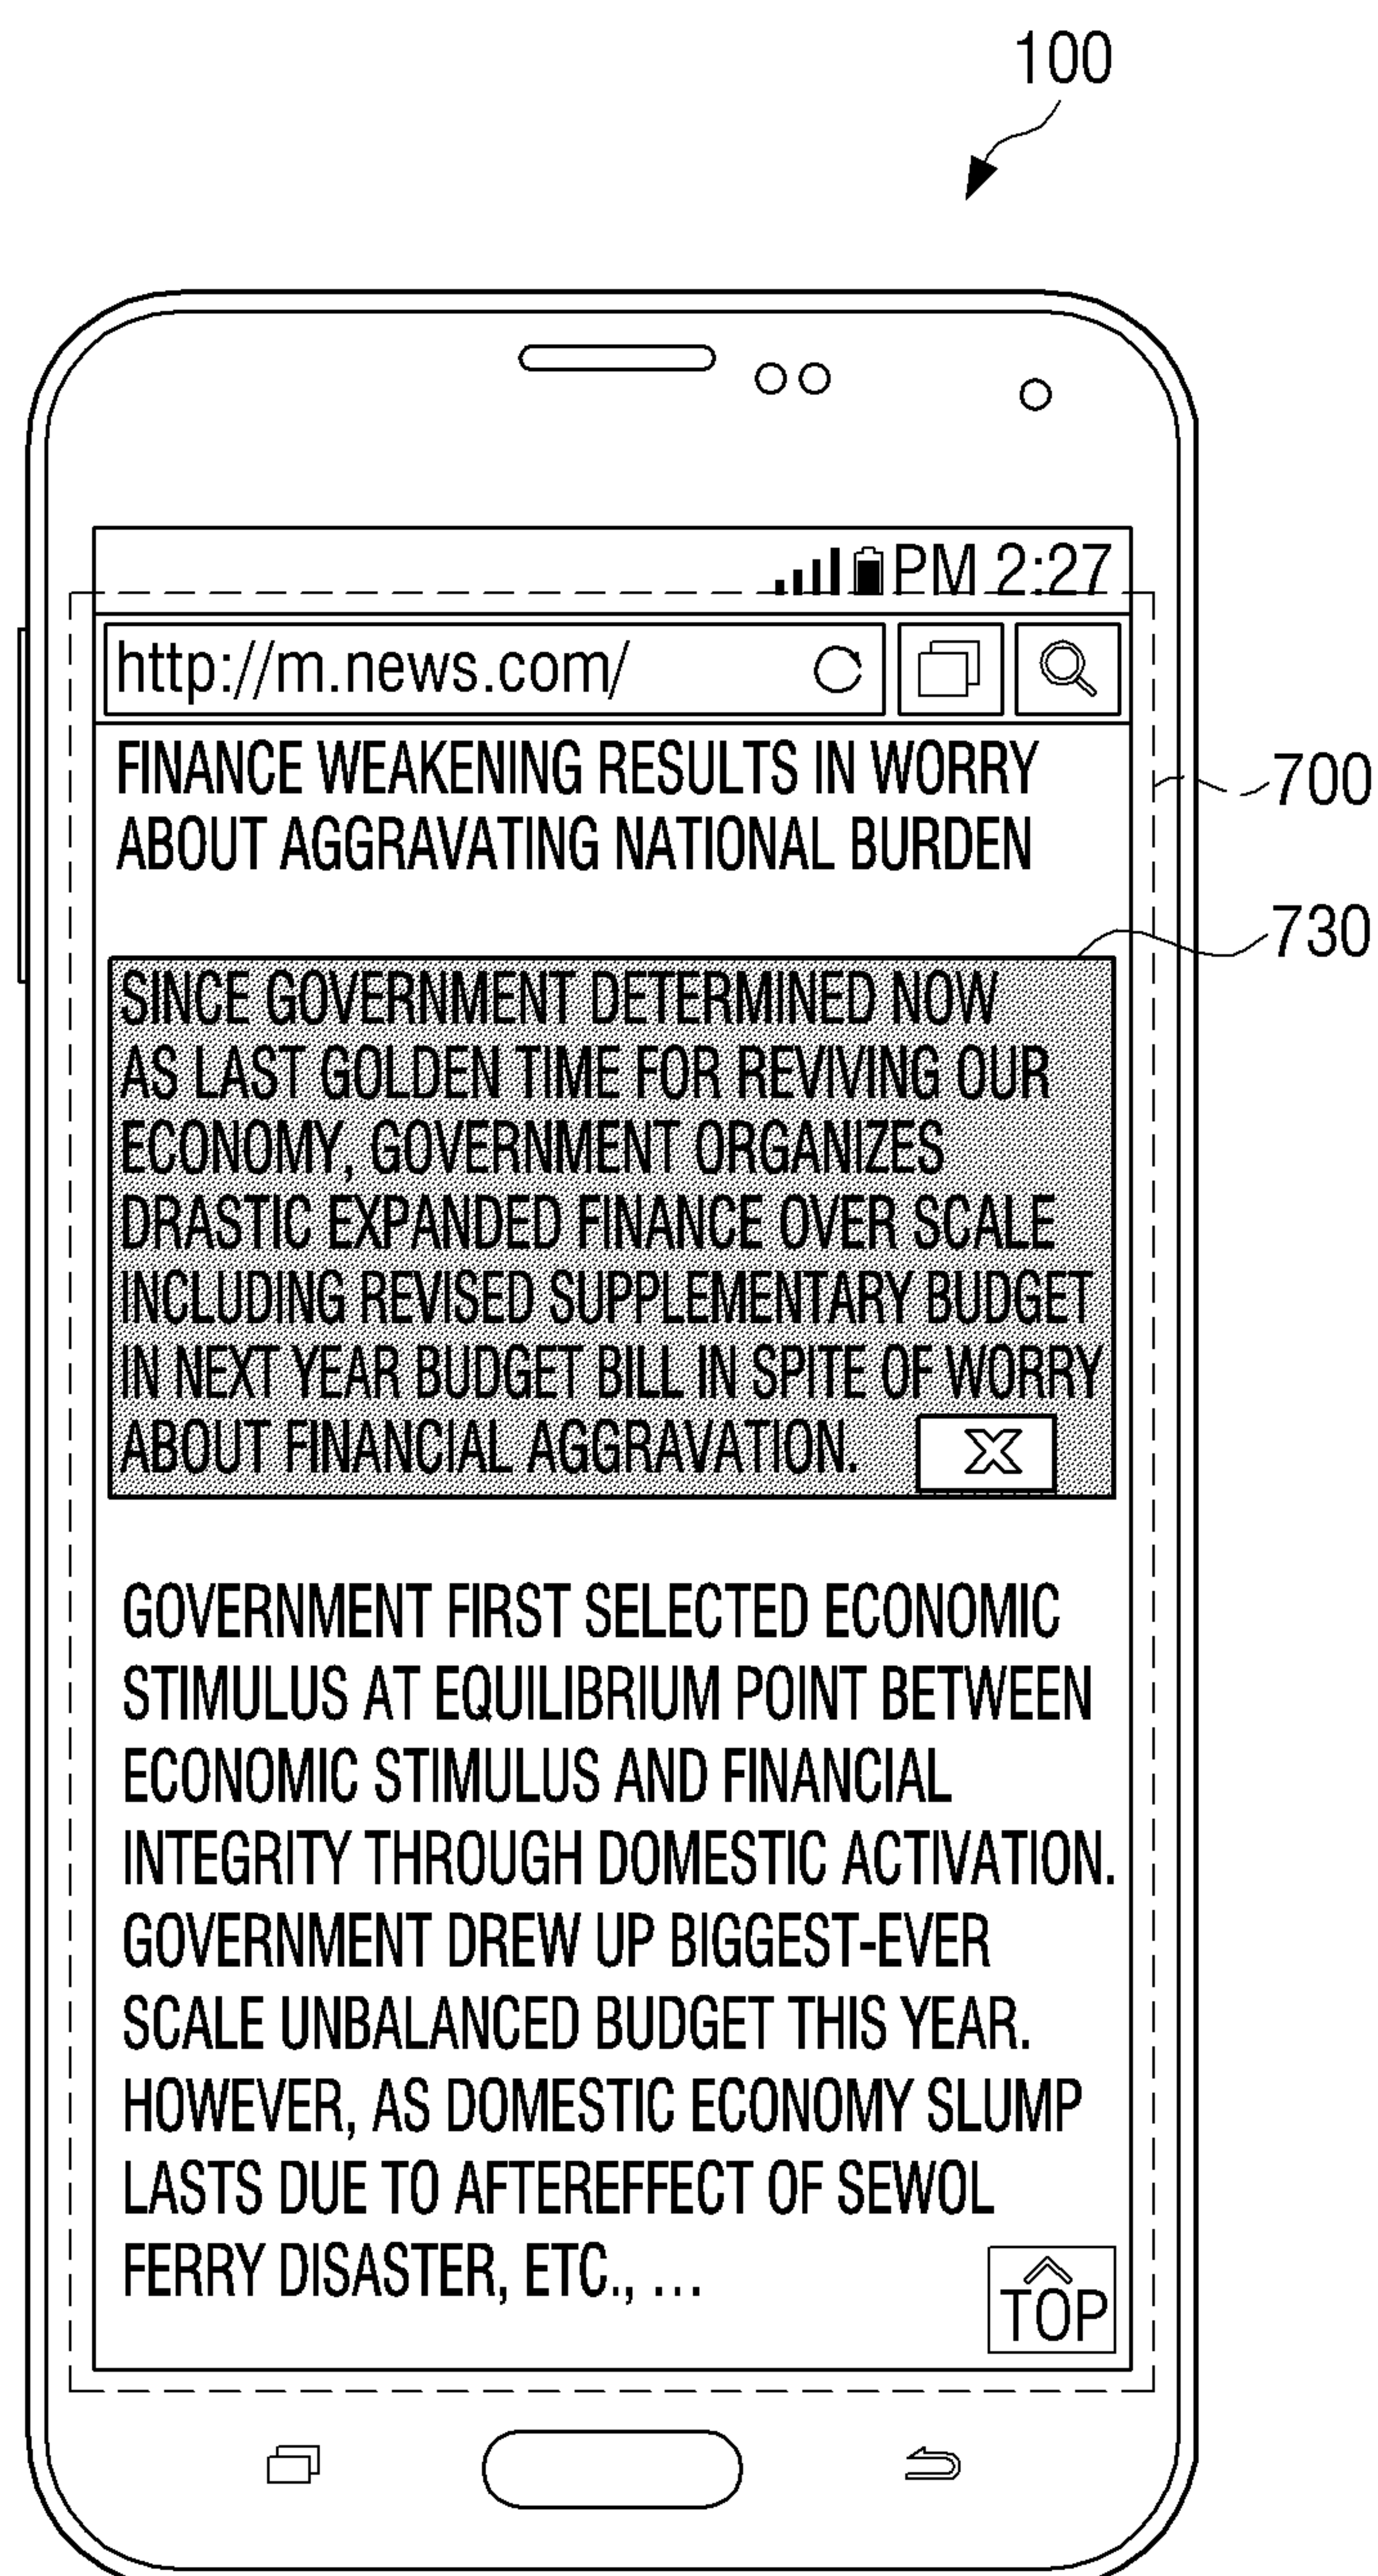 100
PM 2:27
http://m.news.com/
FINANCE WEAKENING RESULTS IN WORRY
ABOUT AGGRAVATING NATIONAL BURDEN
700
730
SINCE GOVERNMENT DETERMINED NOW
AS LAST GOLDEN TIME FOR REVIVING OUR
ECONOMY, GOVERNMENT ORGANIZES
DRASTIC EXPANDED FINANCE OVER SCALE
INCLUDING REVISED SUPPLEMENTARY BUDGET
IN NEXT YEAR BUDGET BILL IN SPITE OF WORRY
ABOUT FINANCIAL AGGRAVATION.
X
GOVERNMENT FIRST SELECTED ECONOMIC
STIMULUS AT EQUILIBRIUM POINT BETWEEN
ECONOMIC STIMULUS AND FINANCIAL
INTEGRITY THROUGH DOMESTIC ACTIVATION.
GOVERNMENT DREW UP BIGGEST-EVER
SCALE UNBALANCED BUDGET THIS YEAR.
HOWEVER, AS DOMESTIC ECONOMY SLUMP
LASTS DUE TO AFTEREFFECT OF SEWOL
FERRY DISASTER, ETC., ...
TOP